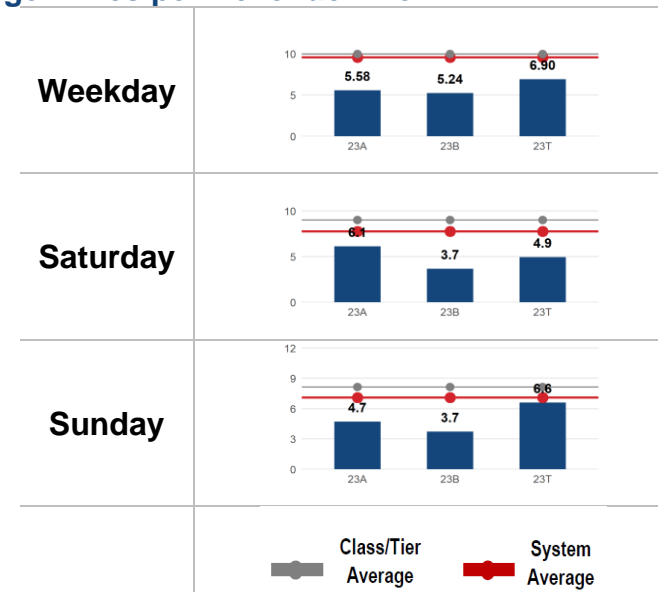 Weekday
10
5
0
5.58
5.24
6.90
23A
23B
23T
Saturday
10
5
0
6.1
3.7
4.9
23A
23B
23T
Sunday
12
9
6
3
0
4.7
3.7
6.6
23A
23B
23T
Class/Tier
Average
System
Average